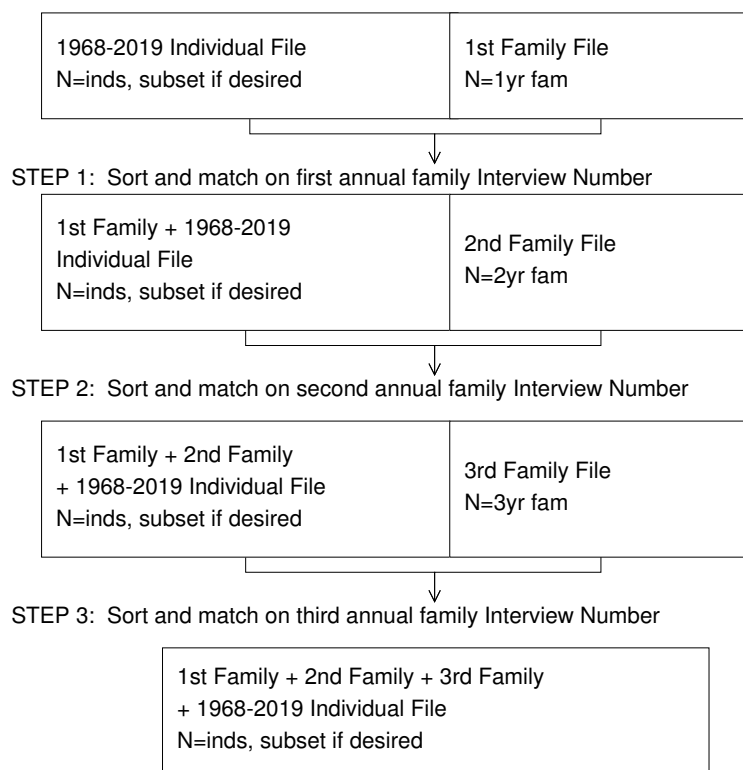 1968-2019 Individual File
N=inds, subset if desired
1st Family File
N=1yr fam
STEP 1:  Sort and match on first annual family Interview Number
1st Family + 1968-2019
Individual File
N=inds, subset if desired
2nd Family File
N=2yr fam
STEP 2:  Sort and match on second annual family Interview Number
1st Family + 2nd Family
+ 1968-2019 Individual File
N=inds, subset if desired
3rd Family File
N=3yr fam
STEP 3:  Sort and match on third annual family Interview Number
1st Family + 2nd Family + 3rd Family
+ 1968-2019 Individual File
N=inds, subset if desired